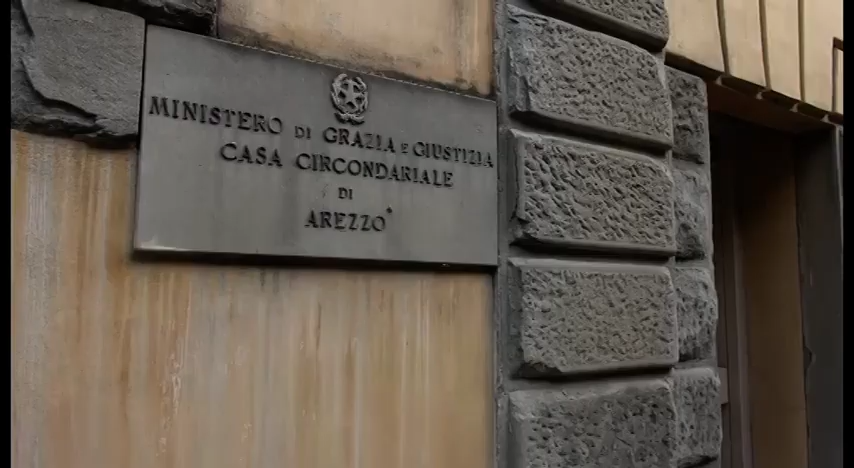 MINISTERO DI GRAZIA E GIUSTIZIA
CASA CIRCONDARIALE
DI
AREZZO